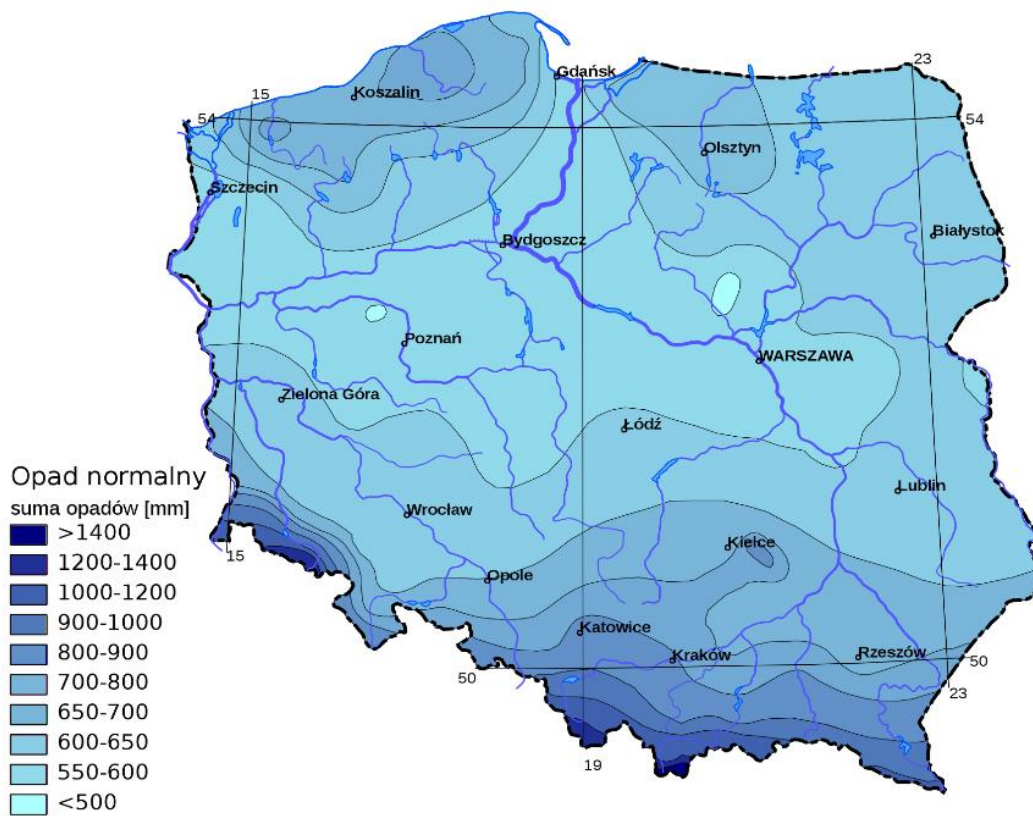 23
Gdańsk
15
Koszalin
54
54
Olsztyn
Szczecin
Białystok
Bydgoszcz
Poznań
WARSZAWA
Zielona Góra
Łódź
Opad normalny
suma opadów [mm]
Lublin
Wrocław
>1400
Kielce
15
1200-1400
Opole
1000-1200
900-1000
Katowice
800-900
Kraków
Rzeszów
50
50
700-800
23
650-700
600-650
19
550-600
<500